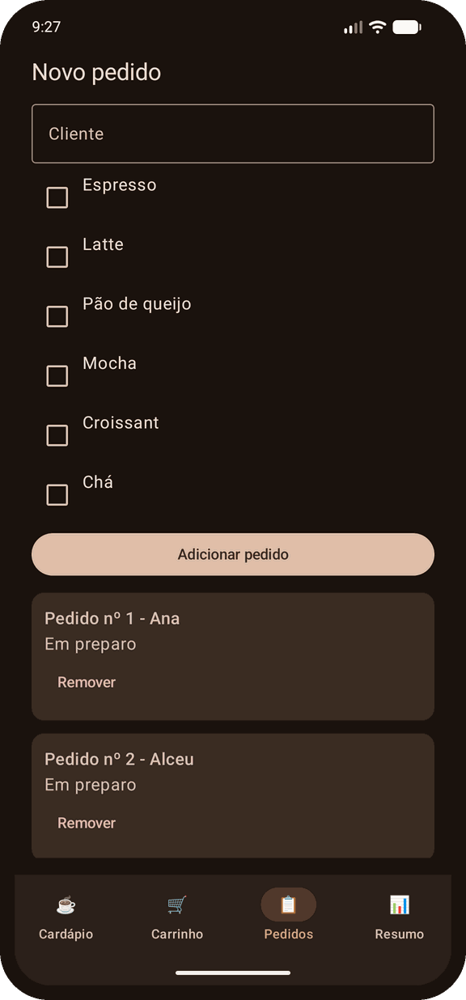 9:27
Novo pedido
Cliente
Espresso
Latte
Pão de queijo
Mocha
Croissant
Chá
Adicionar pedido
Pedido nº 1 - Ana
Em preparo
Remover
Pedido nº 2 - Alceu
Em preparo
Remover
Cardápio
Carrinho
Pedidos
Resumo